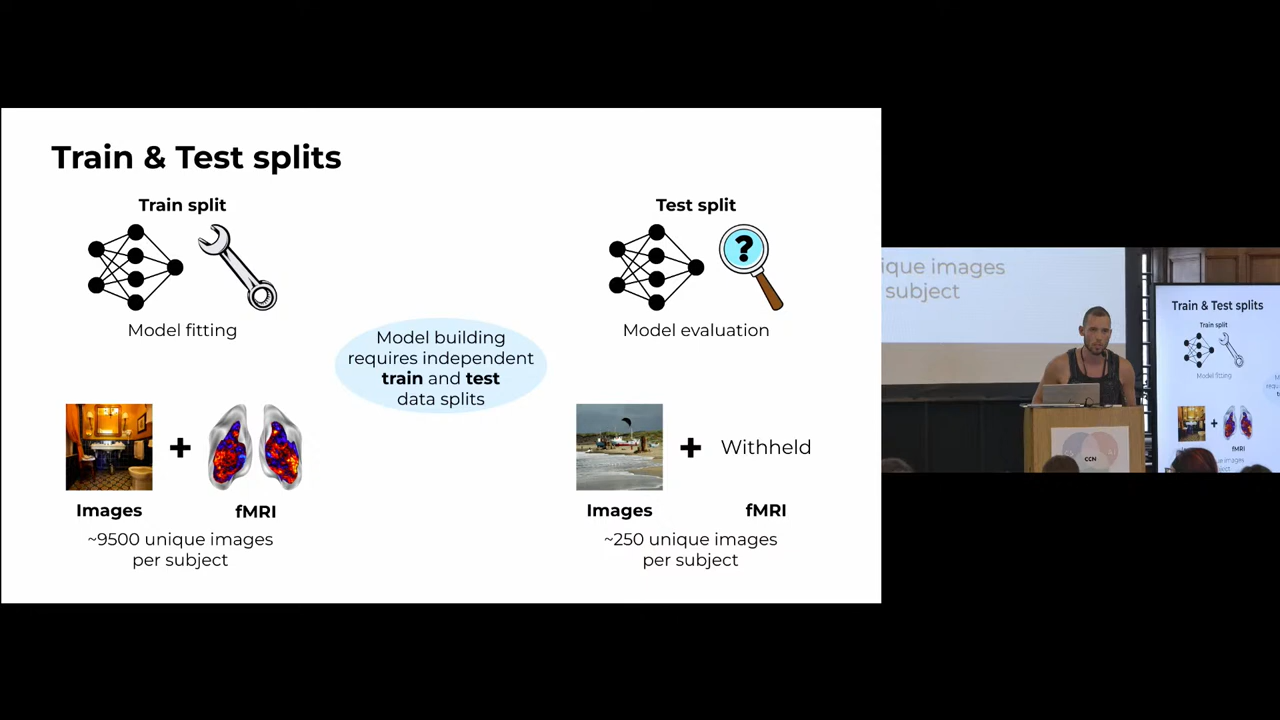 Train & Test splits
Train split
Test split
?
Model fitting
Model evaluation
Model building
requires independent
train and test
data splits
+
+ Withheld
Images
fMRI
Images
fMRI
~9500 unique images
per subject
~250 unique images
per subject
ique images
subject
CCN
Train & Test splits
Train split
Model fitting
+
fMRI